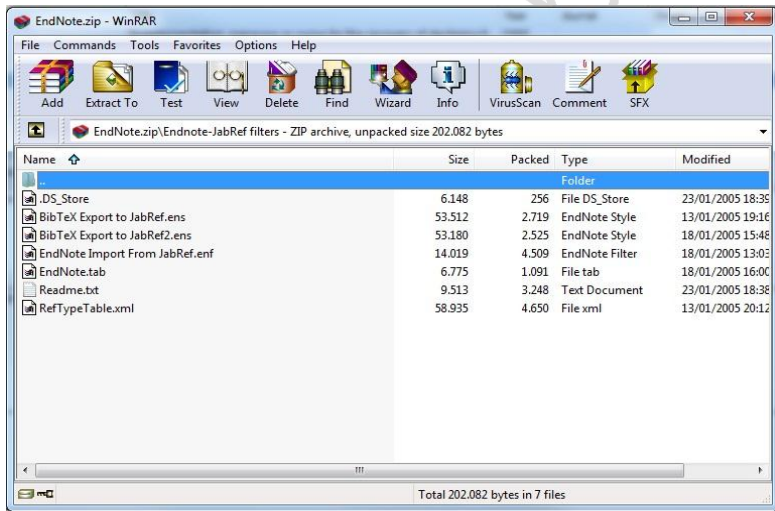 EndNote.zip - WinRAR
File Commands Tools Favorites Options Help
Add Extract To Test View Delete Find Wizard Info VirusScan Comment SFX
EndNote.zip\Endnote-JabRef filters - ZIP archive, unpacked size 202.082 bytes
Name Size Packed Type Modified
.. Folder
.DS_Store 6.148 256 File DS_Store 23/01/2005 18:39
BibTeX Export to JabRef.ens 53.512 2.719 EndNote Style 13/01/2005 19:16
BibTeX Export to JabRef2.ens 53.180 2.525 EndNote Style 18/01/2005 15:48
EndNote Import From JabRef.enf 14.019 4.509 EndNote Filter 18/01/2005 13:03
EndNote.tab 6.775 1.091 File tab 18/01/2005 16:00
Readme.txt 9.513 3.248 Text Document 23/01/2005 18:38
RefTypeTable.xml 58.935 4.650 File xml 13/01/2005 20:12
Total 202.082 bytes in 7 files